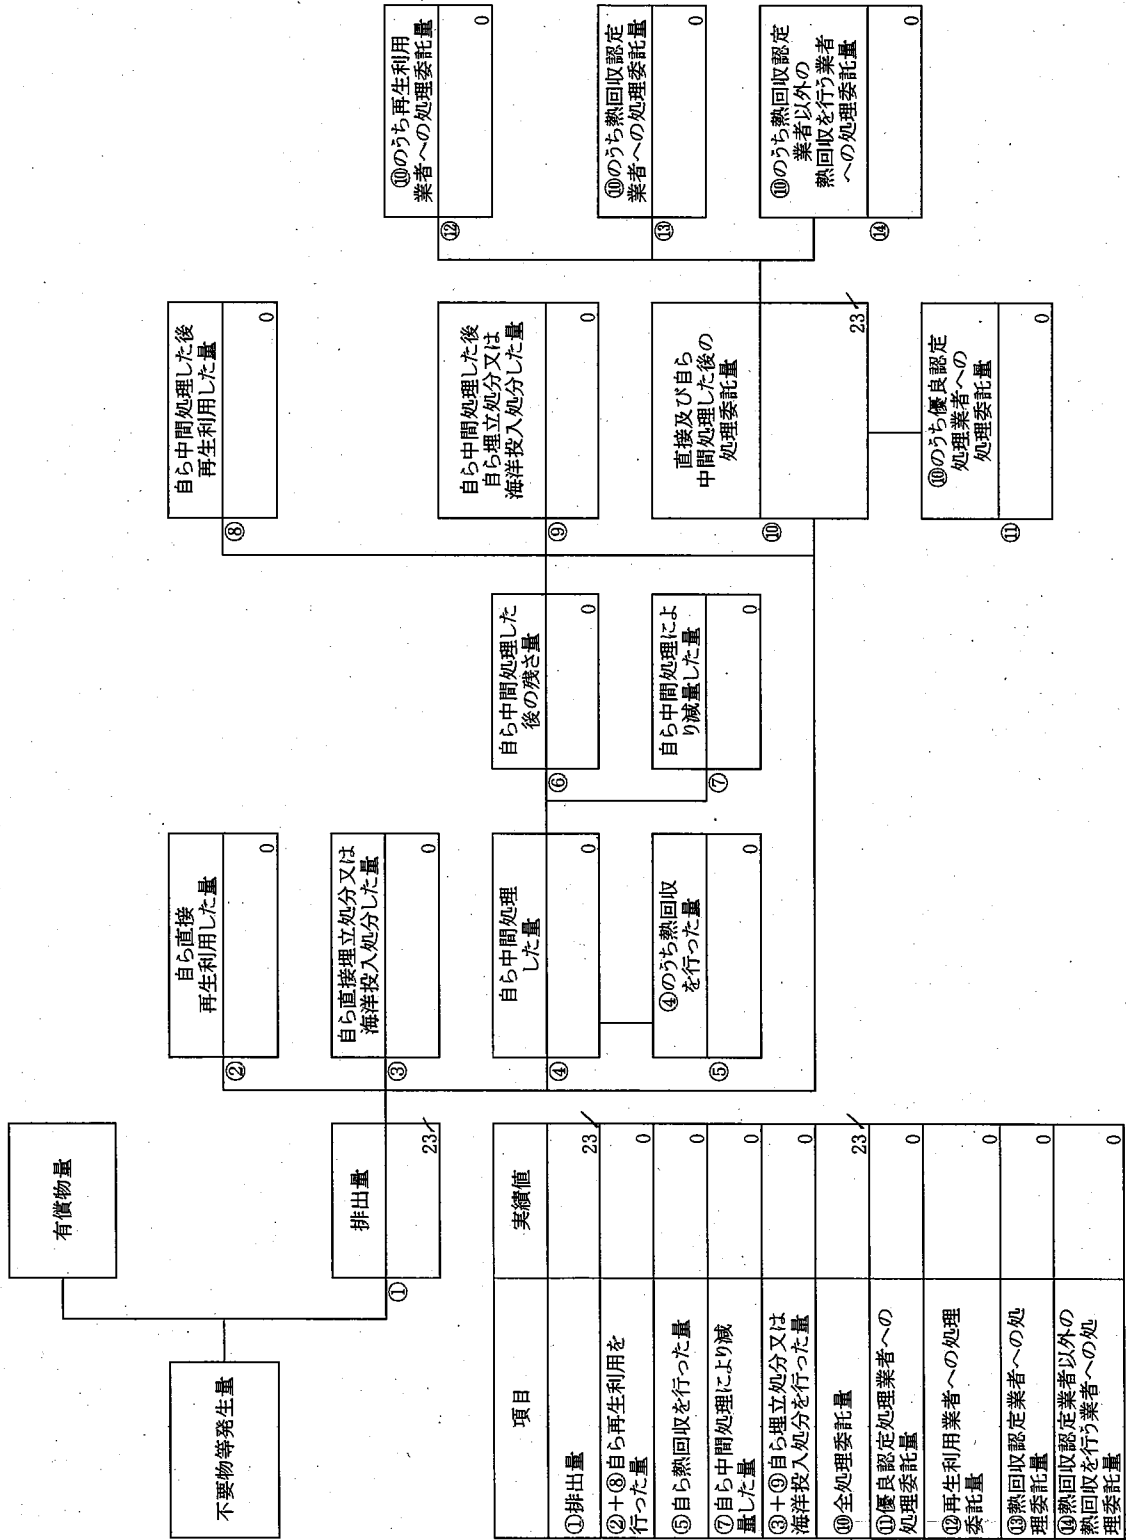 不要物等発生量
有償物量
排出量
①
23
自ら直接
再生利用した量
②
0
自ら直接埋立処分又は
海洋投入処分した量
③
0
自ら中間処理
した量
④
0
④のうち熱回収
を行った量
⑤
0
自ら中間処理した
後の残さ量
⑥
0
自ら中間処理によ
り減量した量
⑦
0
自ら中間処理した後
再生利用した量
⑧
0
自ら中間処理した後
自ら埋立処分又は
海洋投入処分した量
⑨
0
直接及び自ら
中間処理した後の
処理委託量
⑩
23
⑩のうち優良認定
処理業者への
処理委託量
⑪
0
⑩のうち再生利用
業者への処理委託量
⑫
0
⑩のうち熱回収認定
業者への処理委託量
⑬
0
⑩のうち熱回収認定
業者以外の
熱回収を行う業者
への処理委託量
⑭
0
項目 実績値
①排出量 23
②+⑧自ら再生利用を
行った量 0
⑤自ら熱回収を行った量 0
⑦自ら中間処理により減
量した量 0
③+⑨自ら埋立処分又は
海洋投入処分を行った量 0
⑩全処理委託量 23
⑪優良認定処理業者への
処理委託量 0
⑫再生利用業者への処理
委託量 0
⑬熱回収認定業者への処
理委託量 0
⑭熱回収認定業者以外の
熱回収を行う業者への処
理委託量 0